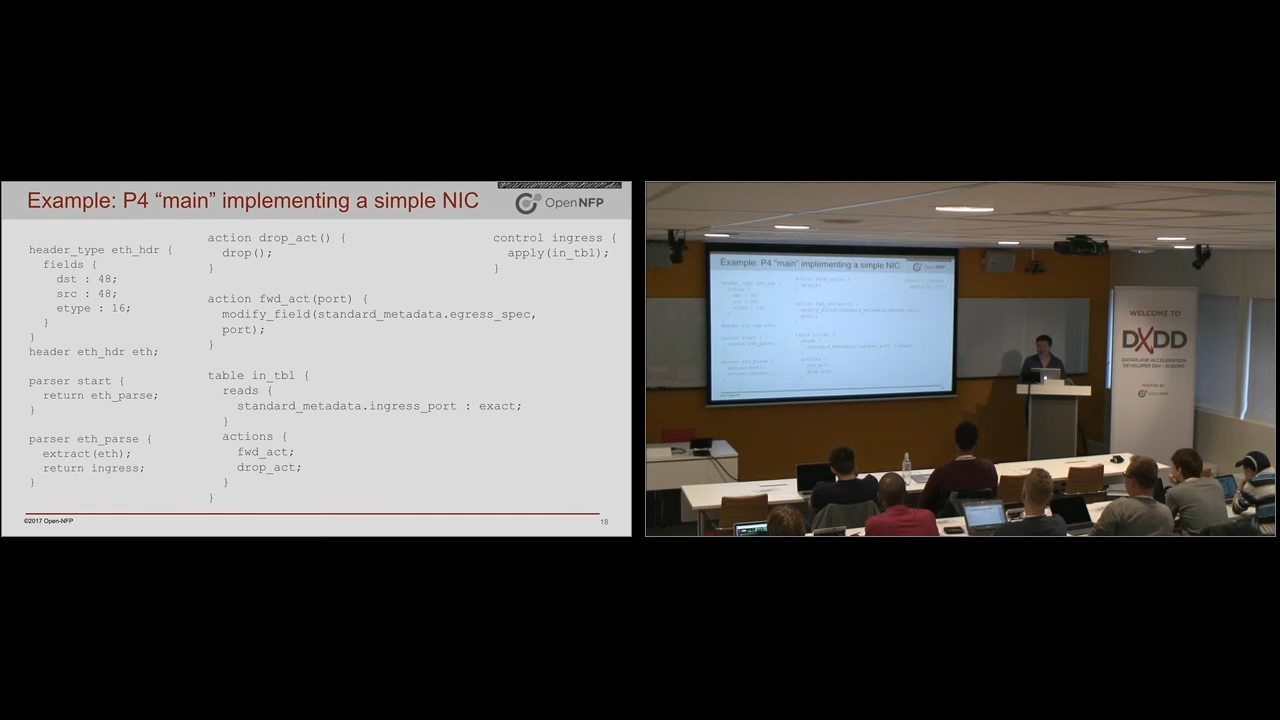 Example: P4 “main” implementing a simple NIC
OpenNFP
header_type eth_hdr {
fields {
dst : 48;
src : 48;
etype : 16;
}
}
header eth_hdr eth;
parser start {
return eth_parse;
}
parser eth_parse {
extract(eth);
return ingress;
}
action drop_act() {
drop();
}
action fwd_act(port) {
modify_field(standard_metadata.egress_spec,
port);
}
table in_tbl {
reads {
standard_metadata.ingress_port : exact;
}
actions {
fwd_act;
drop_act;
}
}
control ingress {
apply(in_tbl);
}
©2017 Open-NFP
18
Example: P4 “main” implementing a simple NIC
WELCOME TO
DXDD
DATAPLANE ACCELERATION
DEVELOPER DAY - EUROPE
HOSTED BY